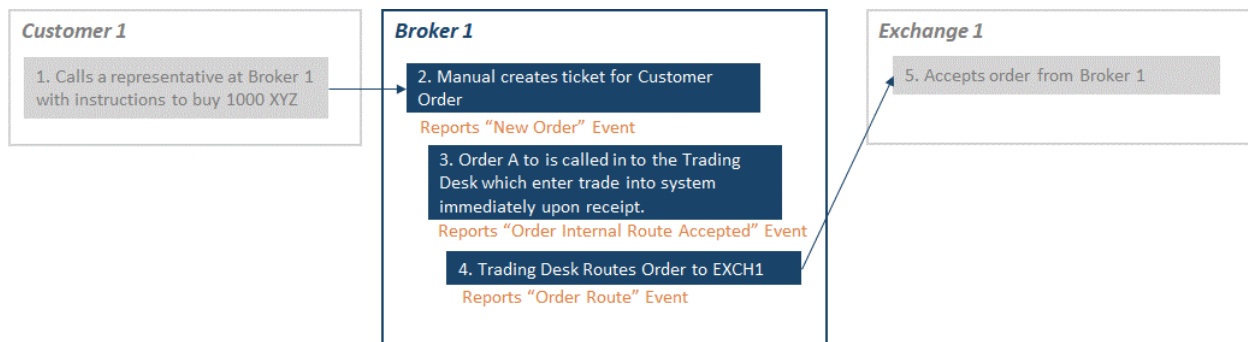 Customer 1
1. Calls a representative at Broker 1
with instructions to buy 1000 XYZ
Broker 1
2. Manual creates ticket for Customer
Order
Reports “New Order” Event
3. Order A to is called in to the Trading
Desk which enter trade into system
immediately upon receipt.
Reports “Order Internal Route Accepted” Event
4. Trading Desk Routes Order to EXCH1
Reports “Order Route” Event
Exchange 1
5. Accepts order from Broker 1